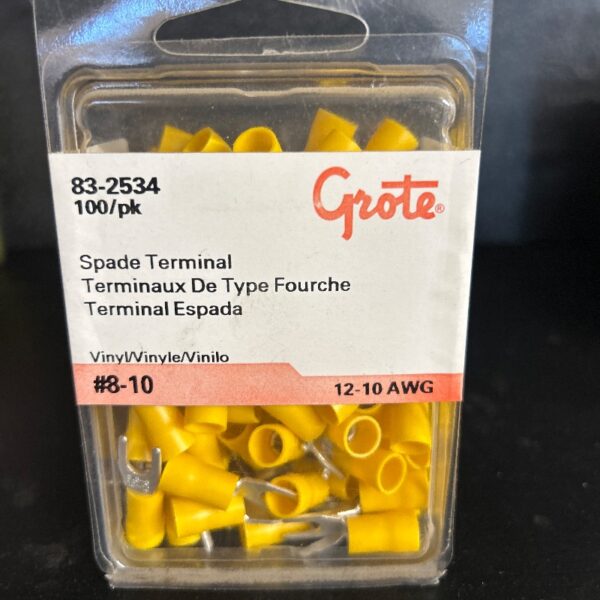 83-2534
100/pk
Grote®
Spade Terminal
Terminaux De Type Fourche
Terminal Espada
Vinyl/Vinyle/Vinilo
#8-10
12-10 AWG